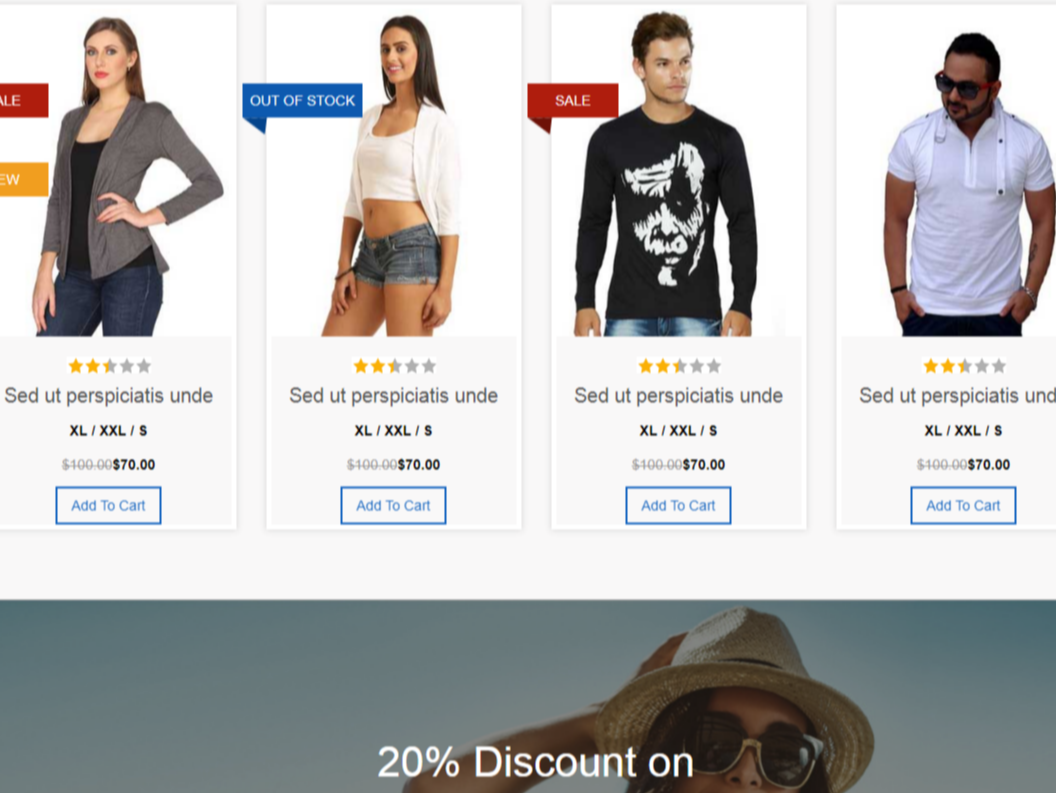 ALE
OUT OF STOCK
SALE
EW
Sed ut perspiciatis unde
XL / XXL / S
$100.00$70.00
Add To Cart
Sed ut perspiciatis unde
XL / XXL / S
$100.00$70.00
Add To Cart
Sed ut perspiciatis unde
XL / XXL / S
$100.00$70.00
Add To Cart
Sed ut perspiciatis und
XL / XXL / S
$100.00$70.00
Add To Cart
20% Discount on